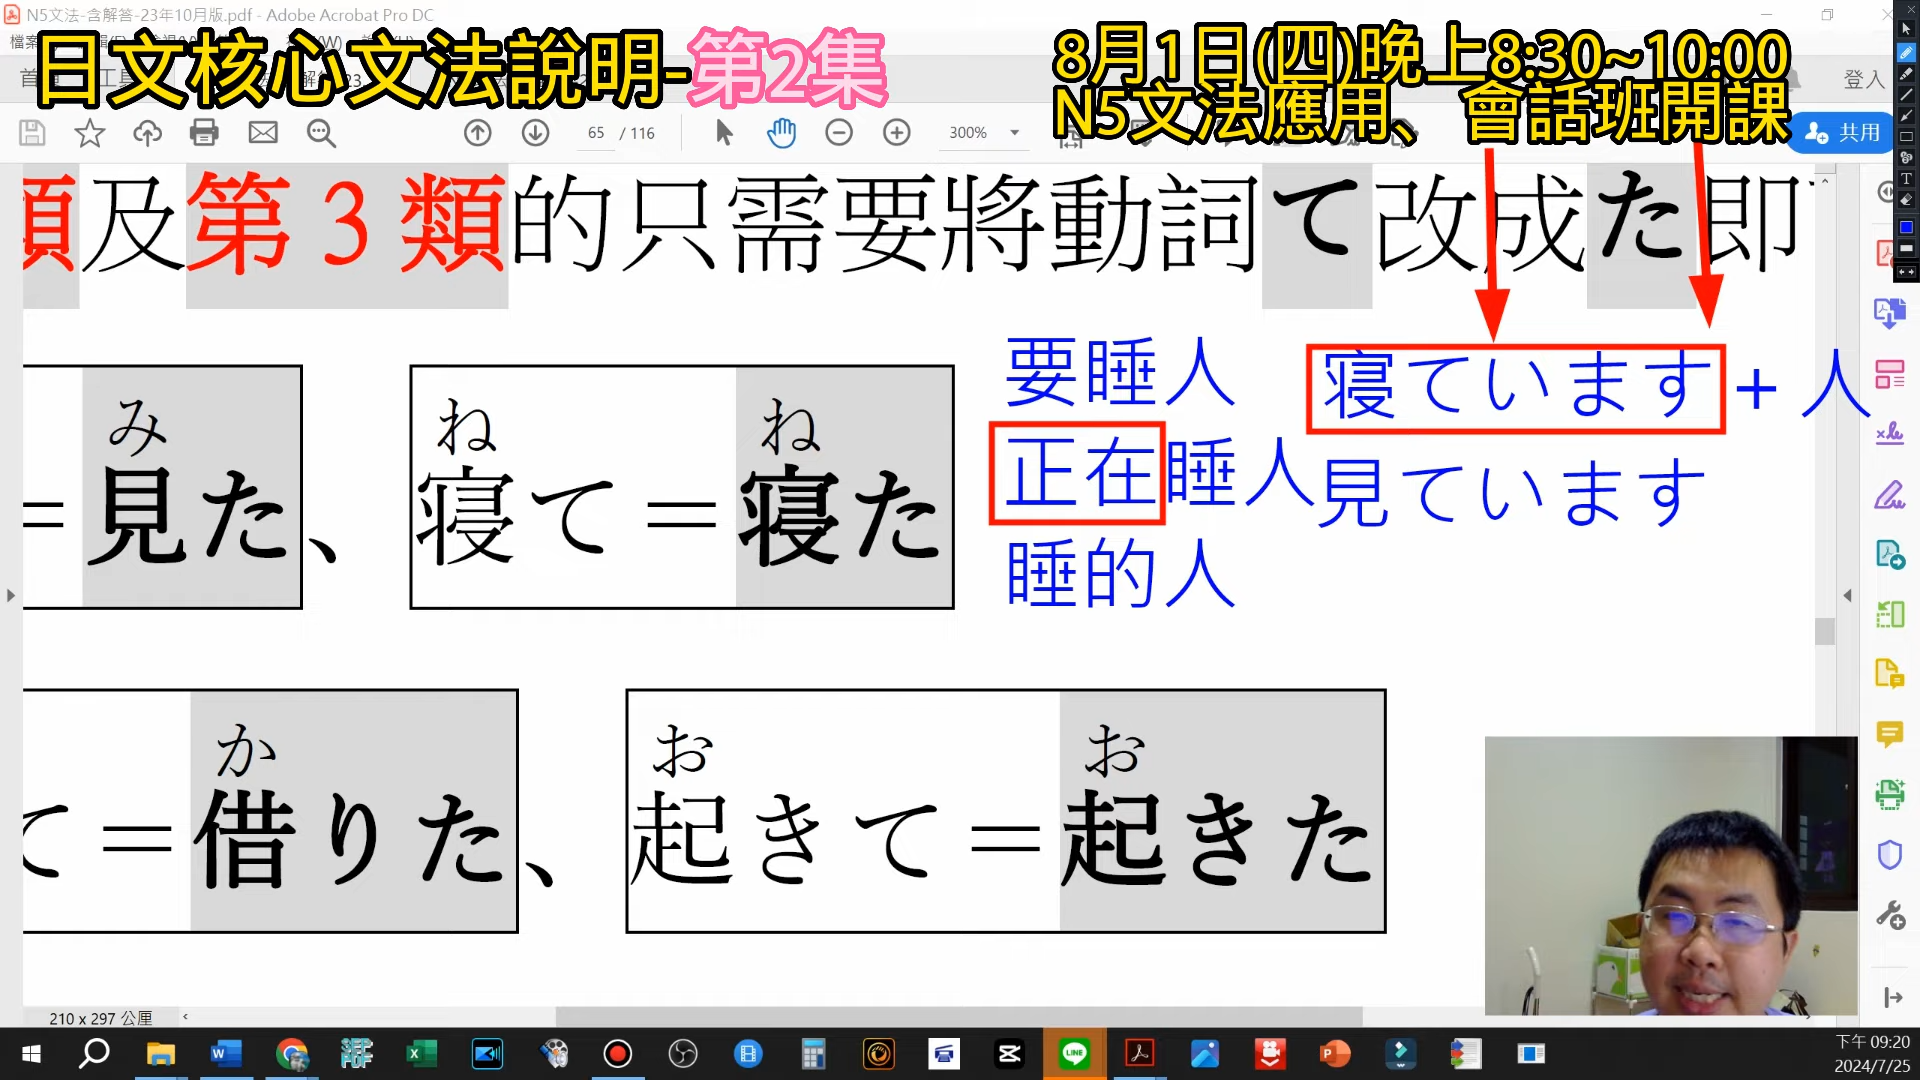 N5文法-含解答-23年10月版.pdf - Adobe Acrobat Pro DC
日文核心文法說明-第2集
8月1日(四)晚上8:30~10:00
N5文法應用、會話班開課
登入
65 / 116
300%
共用
類及第3類的只需要將動詞て改成た即
み
=見た、
ね ね
寝て=寝た
要睡人
正在睡人
睡的人
寝ています+人
見ています
か
て=借りた、
お お
起きて=起きた
210 x 297 公厘
下午 09:20
2024/7/25